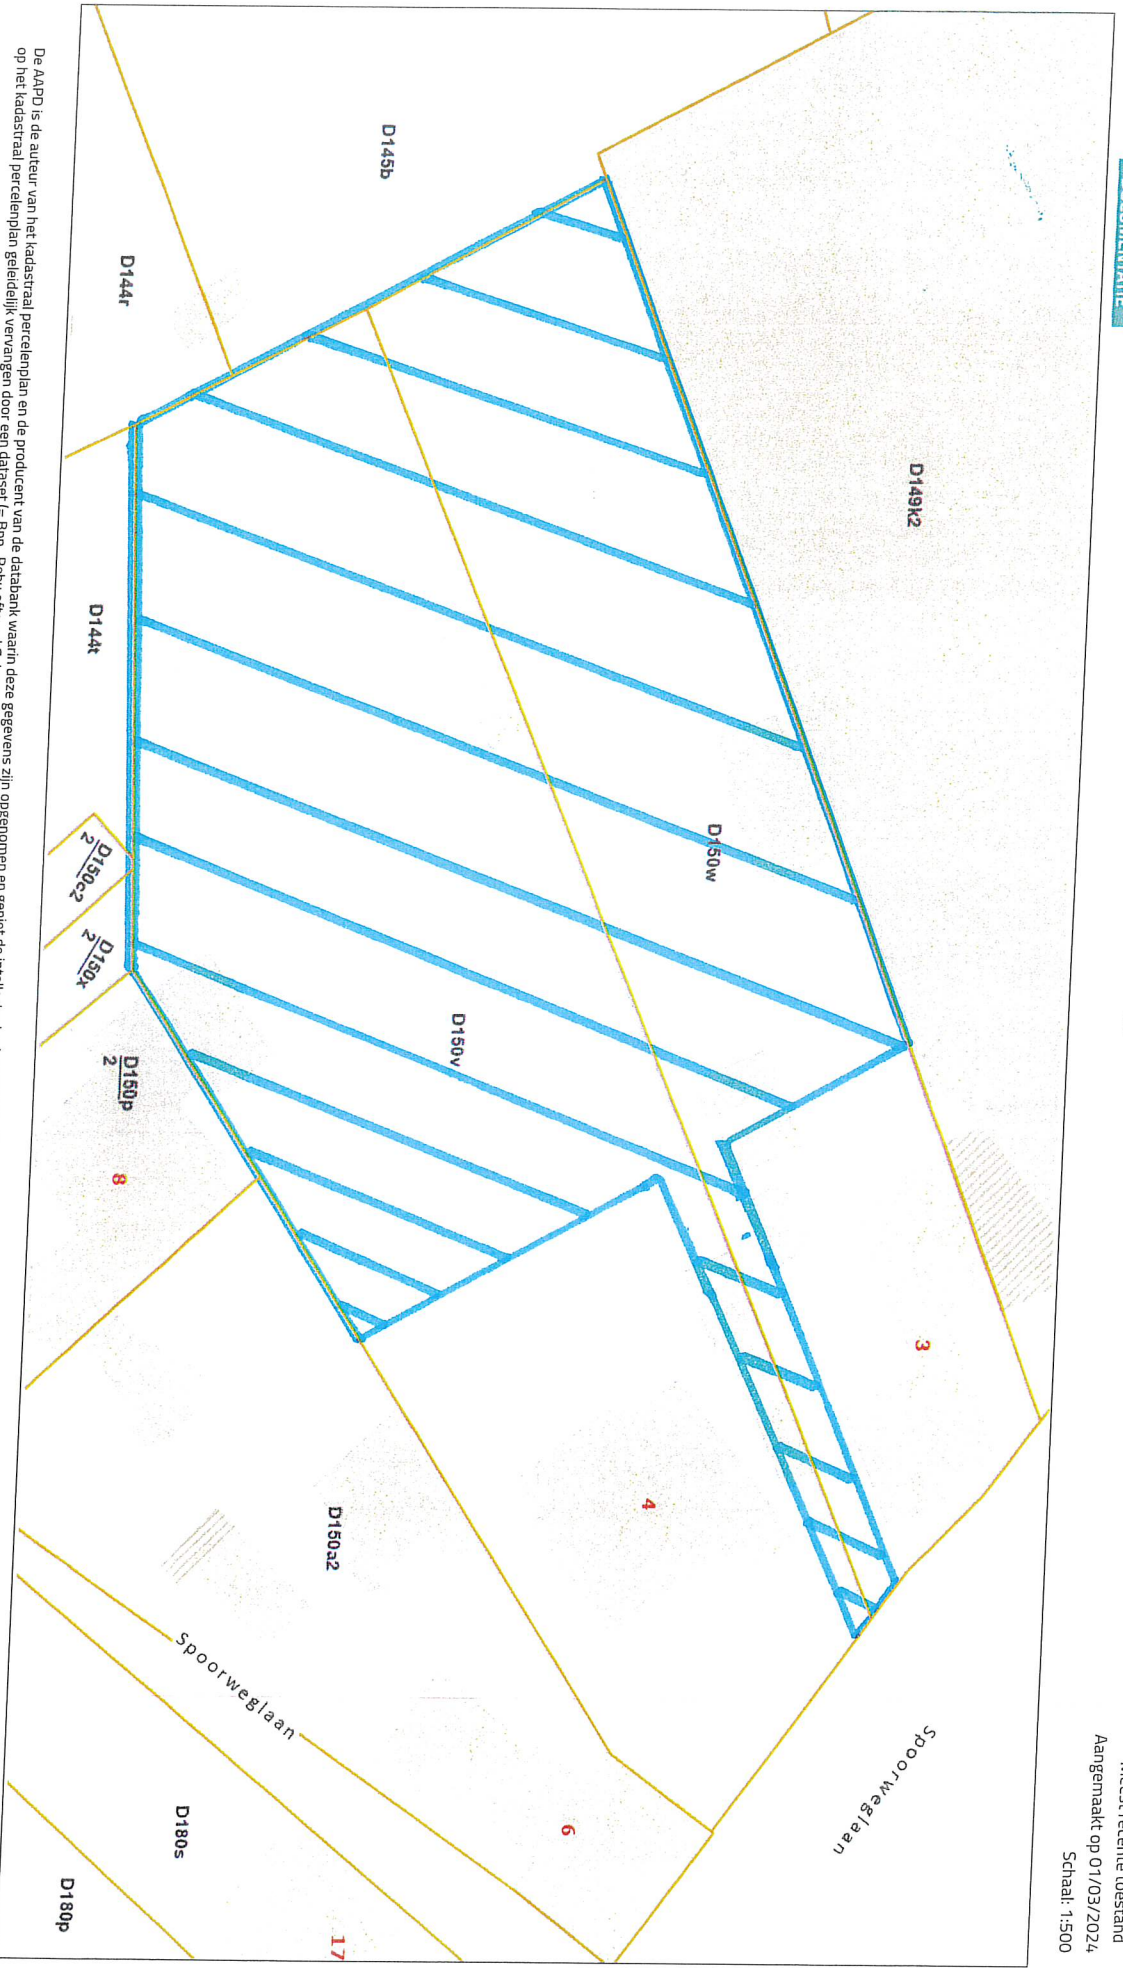 Aangemaakt op 01/03/2024
Schaal: 1:500
D149k2
3
Spoorweglaan
D150w
D145b
D150v
4
6
D150a2
Spoorweglaan
D144r
D144t
D150c2
2
D150x
2
D150p
2
8
D180s
17
D180p
De AAPD is de auteur van het kadastraal percelenplan en de producent van de databank waarin deze gegevens zijn opgenomen en geniet de
op het kadastraal percelenplan geleidelijk vervangen door een dataset (=